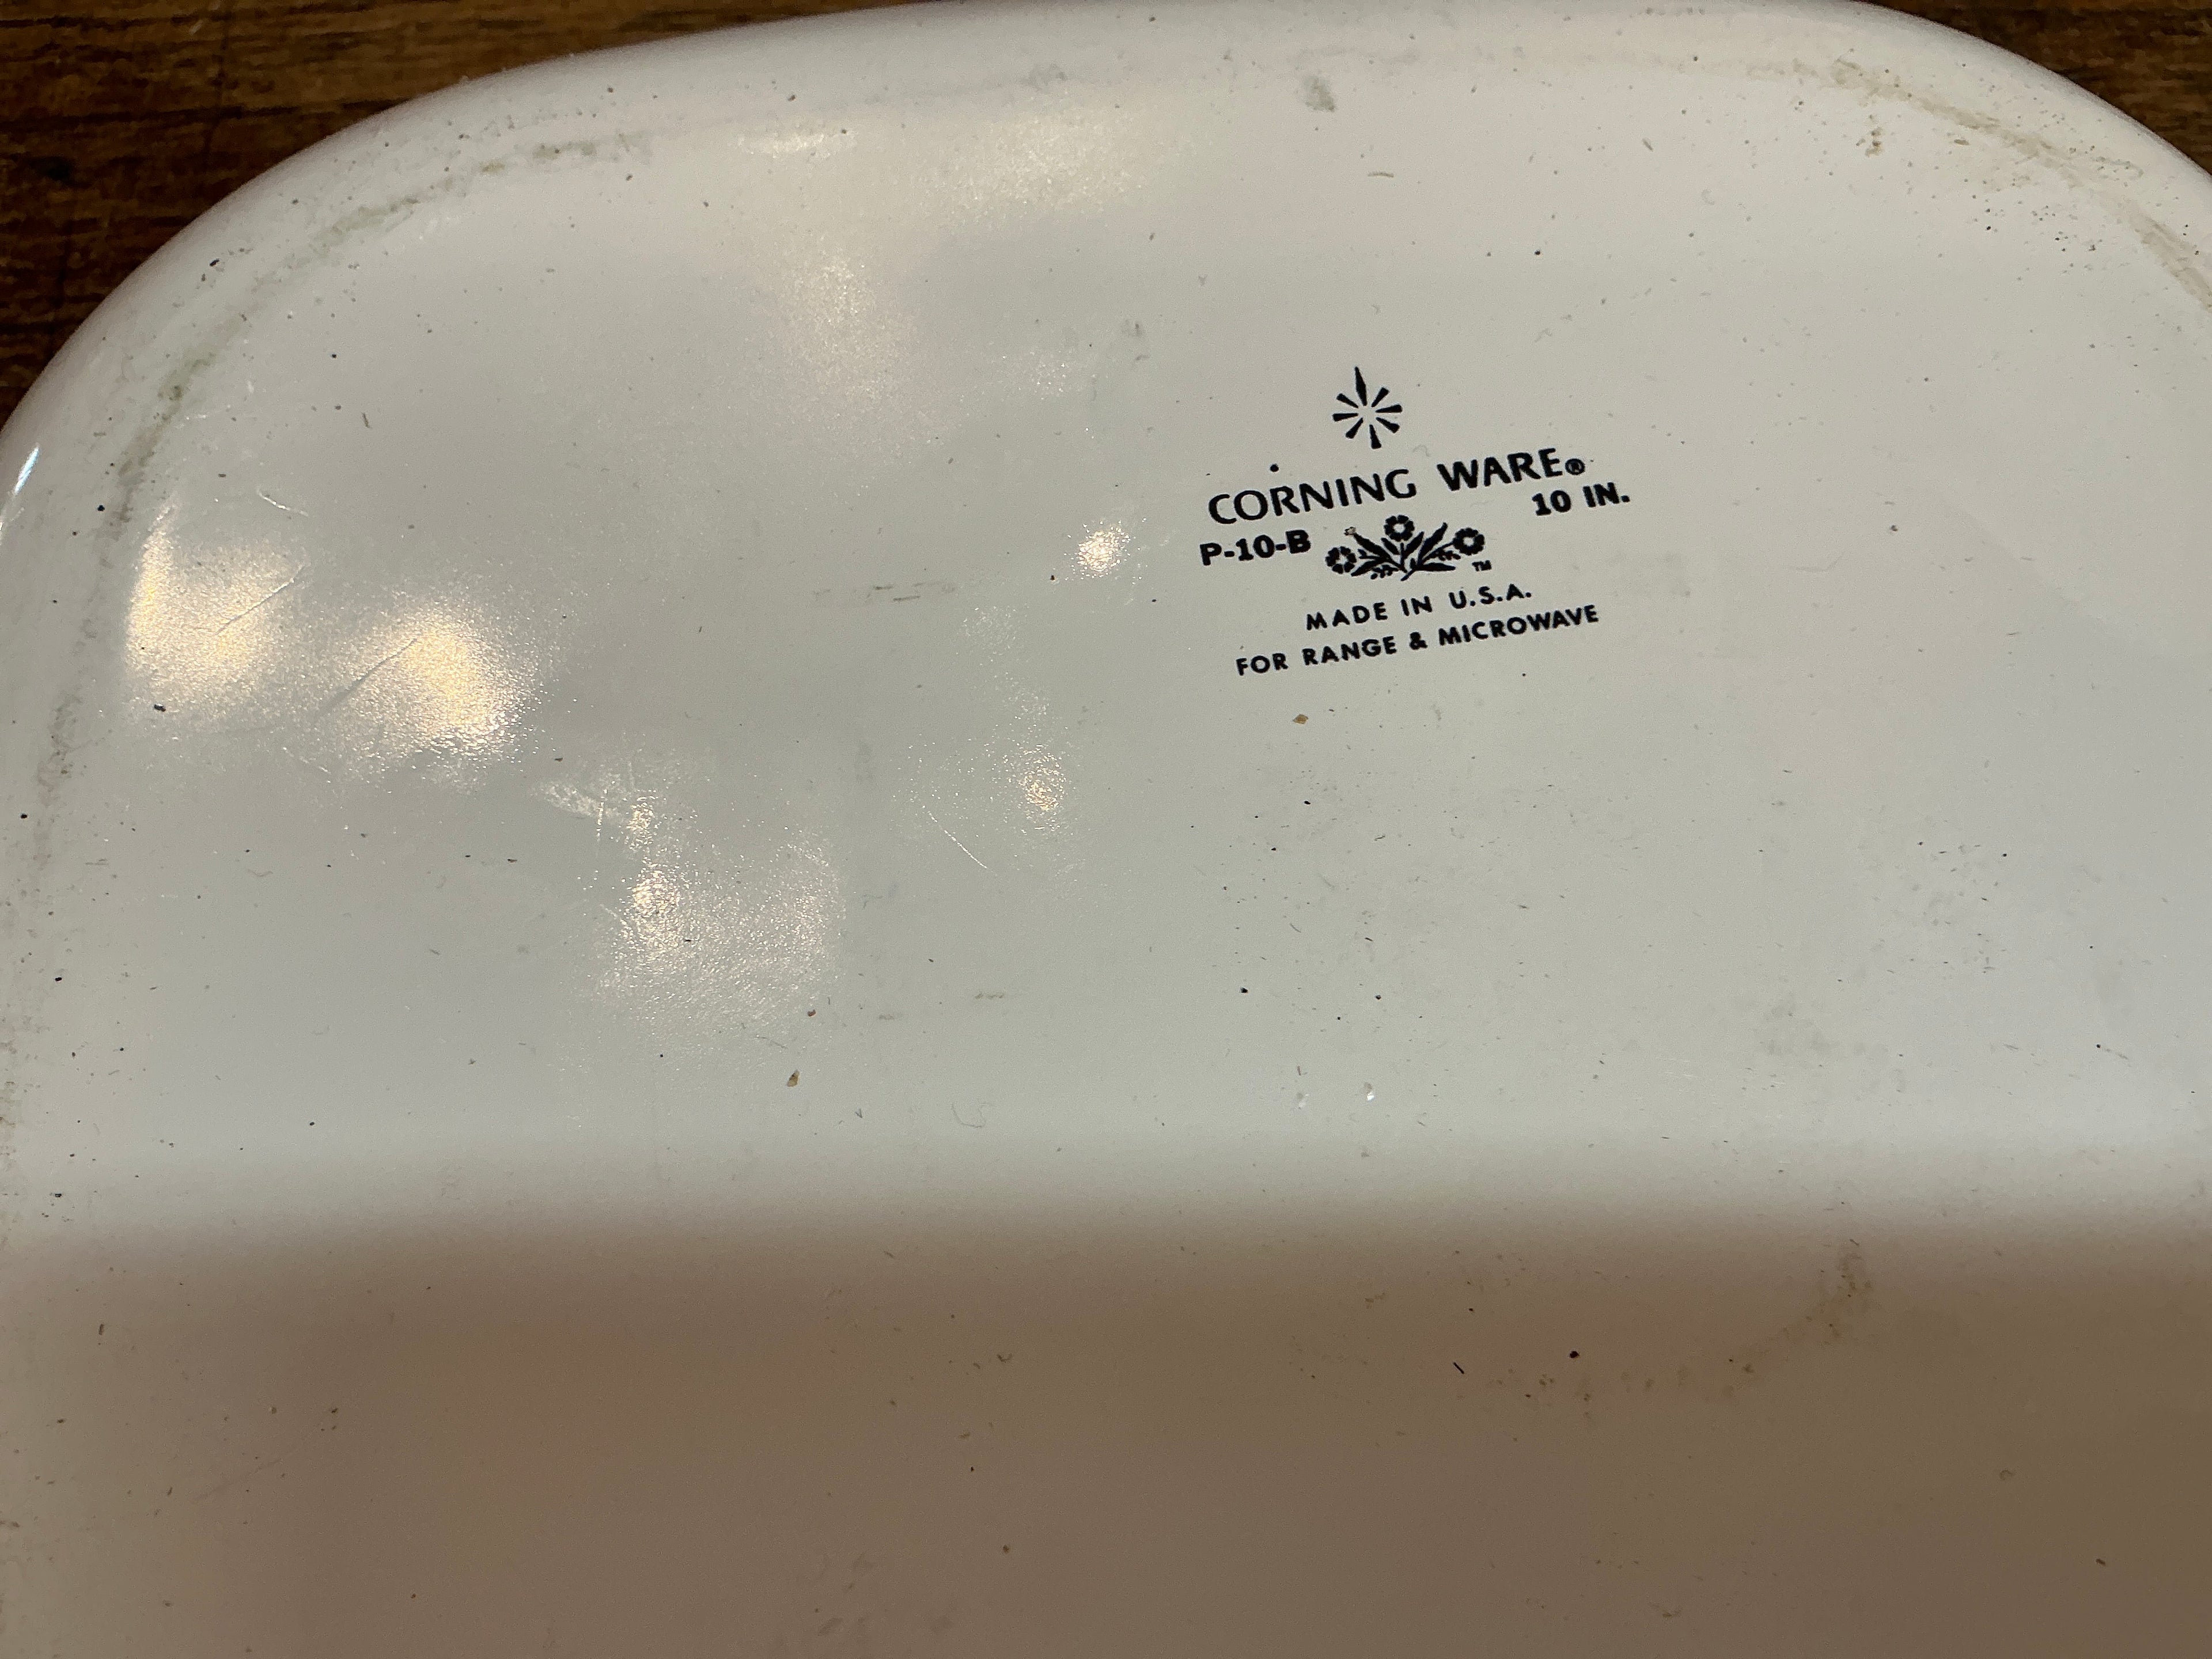 CORNING WARE®
10 IN.
P-10-B
TM
MADE IN U.S.A.
FOR RANGE & MICROWAVE